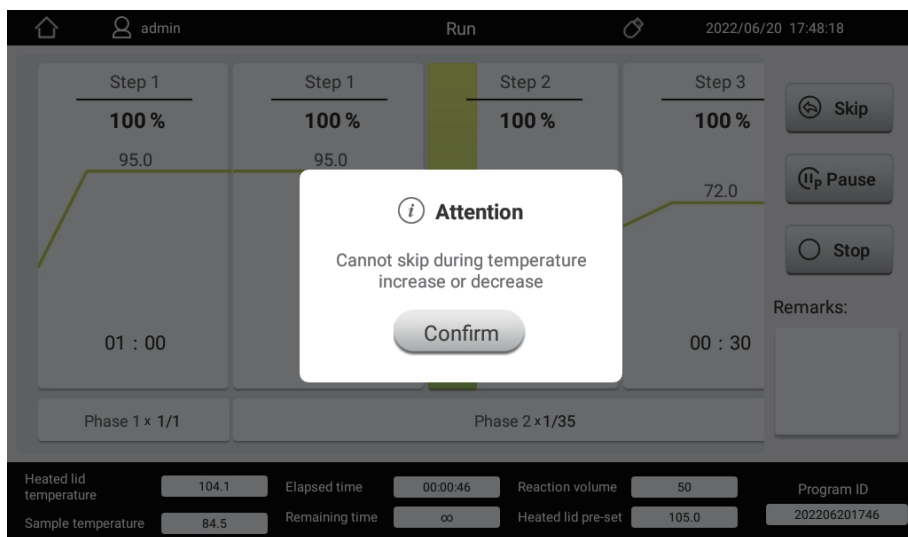 admin
Run
2022/06/20 17:48:18
Step 1
100 %
95.0
01 : 00
Step 1
100 %
95.0
Step 2
100 %
Step 3
100 %
72.0
00 : 30
Skip
Pause
Stop
Remarks:
Attention
Cannot skip during temperature
increase or decrease
Confirm
Phase 1 x 1/1
Phase 2 x 1/35
Heated lid
temperature
104.1
Elapsed time
00:00:46
Reaction volume
50
Program ID
Sample temperature
84.5
Remaining time
∞
Heated lid pre-set
105.0
202206201746